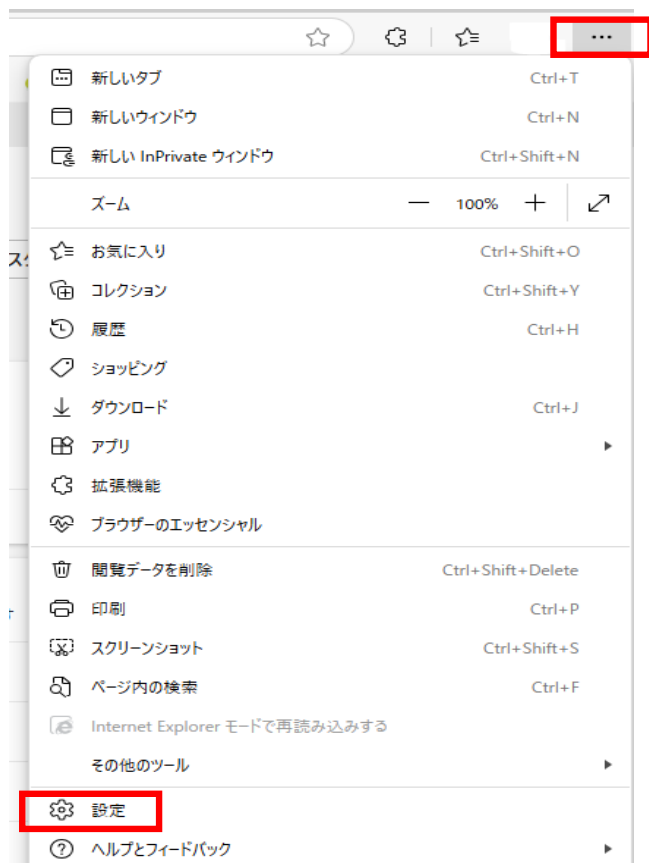 新しいタブ Ctrl+T
新しいウィンドウ Ctrl+N
新しい InPrivate ウィンドウ Ctrl+Shift+N
ズーム 100%
お気に入り Ctrl+Shift+O
コレクション Ctrl+Shift+Y
履歴 Ctrl+H
ショッピング
ダウンロード Ctrl+J
アプリ
拡張機能
ブラウザーのエッセンシャル
閲覧データを削除 Ctrl+Shift+Delete
印刷 Ctrl+P
スクリーンショット Ctrl+Shift+S
ページ内の検索 Ctrl+F
Internet Explorer モードで再読み込みする
その他のツール
設定
ヘルプとフィードバック